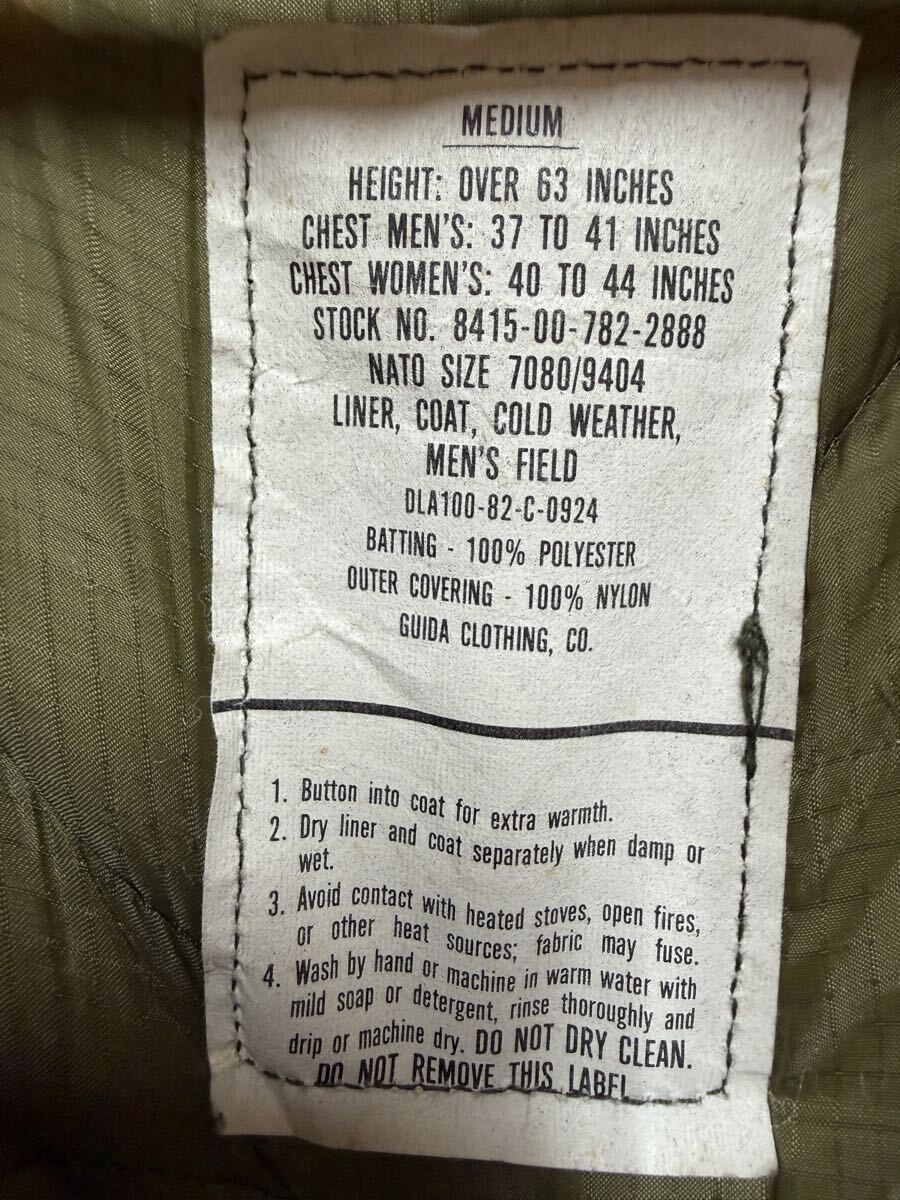 MEDIUM
HEIGHT: OVER 63 INCHES
CHEST MEN'S: 37 TO 41 INCHES
CHEST WOMEN'S: 40 TO 44 INCHES
STOCK NO. 8415-00-782-2888
NATO SIZE 7080/9404
LINER, COAT, COLD WEATHER,
MEN'S FIELD
DLA100-82-C-0924
BATTING - 100% POLYESTER
OUTER COVERING - 100% NYLON
GUIDA CLOTHING, CO.
1. Button into coat for extra warmth.
2. Dry liner and coat separately when damp or
wet.
3. Avoid contact with heated stoves, open fires,
or other heat sources; fabric may fuse.
4. Wash by hand or machine in warm water with
mild soap or detergent, rinse thoroughly and
drip or machine dry. DO NOT DRY CLEAN.
DO NOT REMOVE THIS LABEL